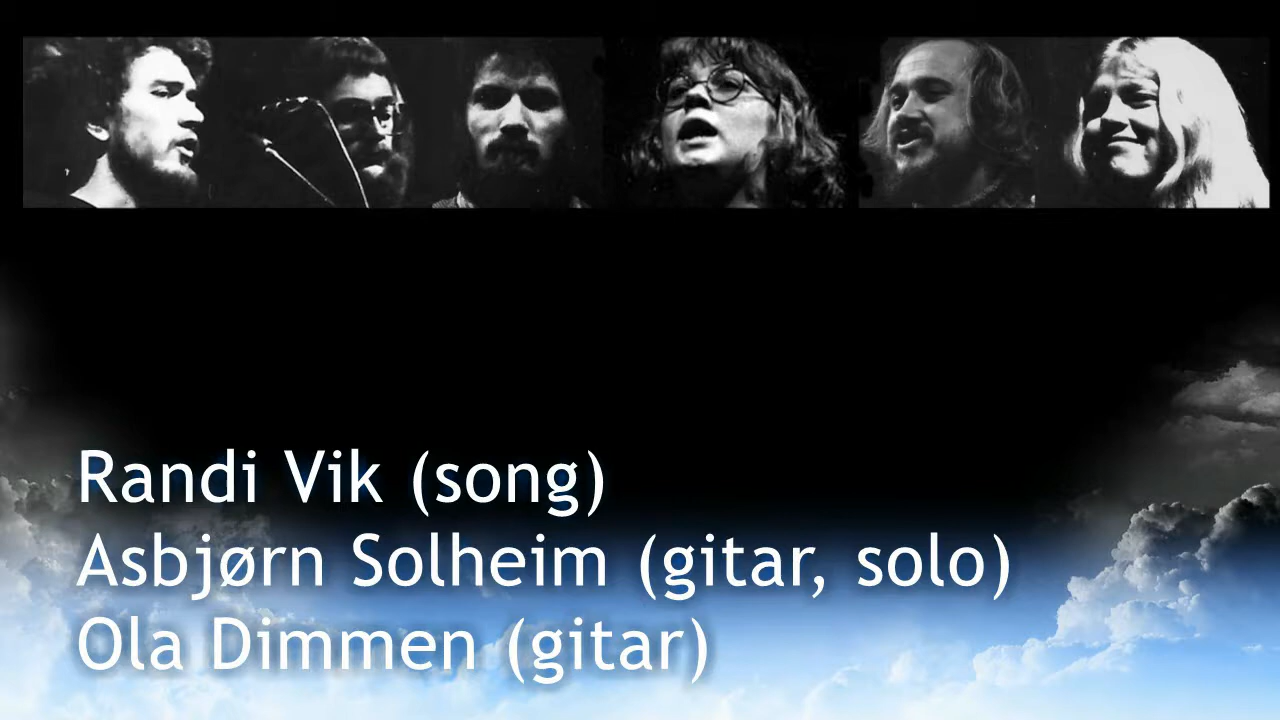 Randi Vik (song)
Asbjørn Solheim (gitar, solo)
Ola Dimmen (gitar)